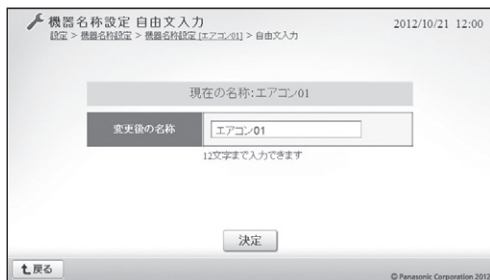 機器名称設定 自由文入力
2012/10/21 12:00
設定 > 機器名称設定 > 機器名称設定 [エアコン01] > 自由文入力
現在の名称:エアコン01
変更後の名称
エアコン01
12文字まで入力できます
決定
戻る
© Panasonic Corporation 2012